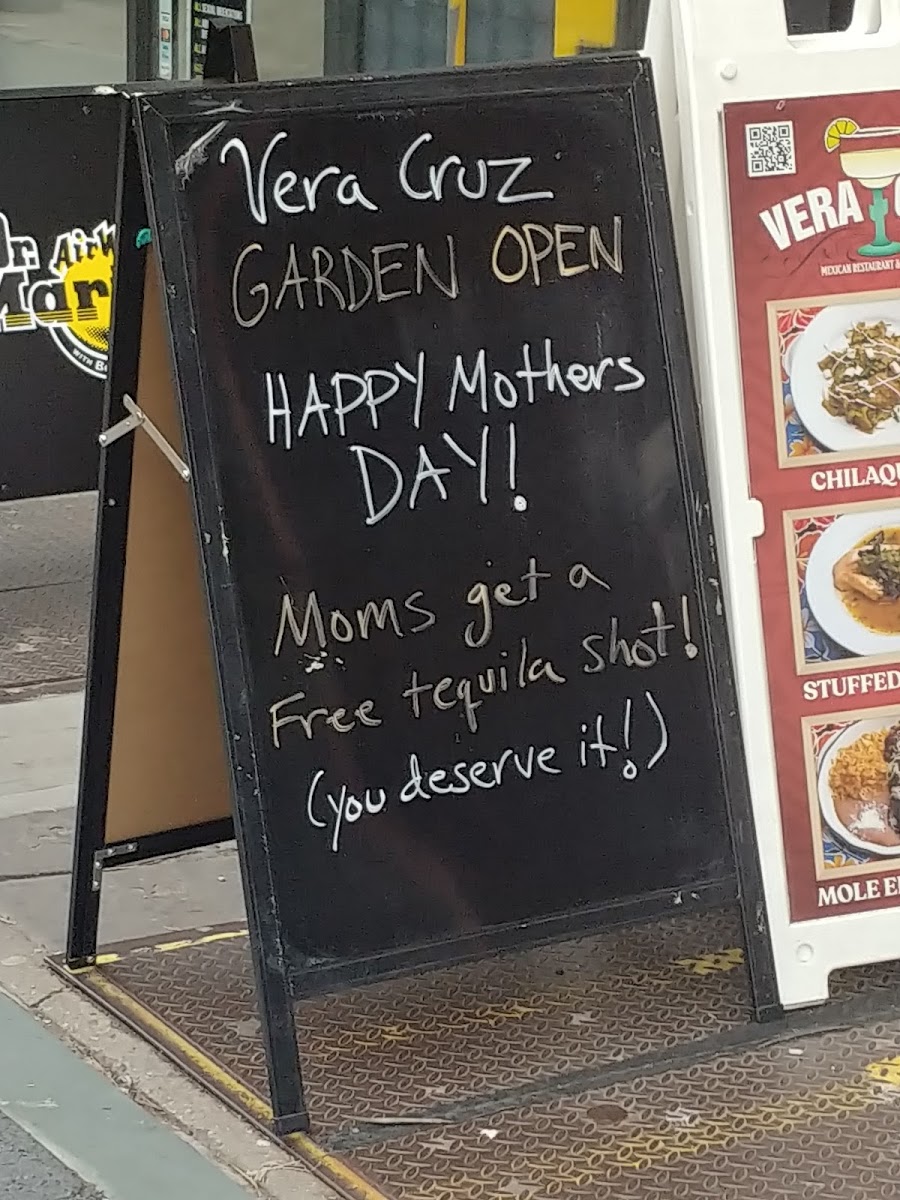 Vera Cruz
GARDEN OPEN
HAPPY Mothers
DAY!
Moms get a
Free tequila shot!
(you deserve it!)
VERA
MEXICAN RESTAURANT &
STUFFED
MOLE